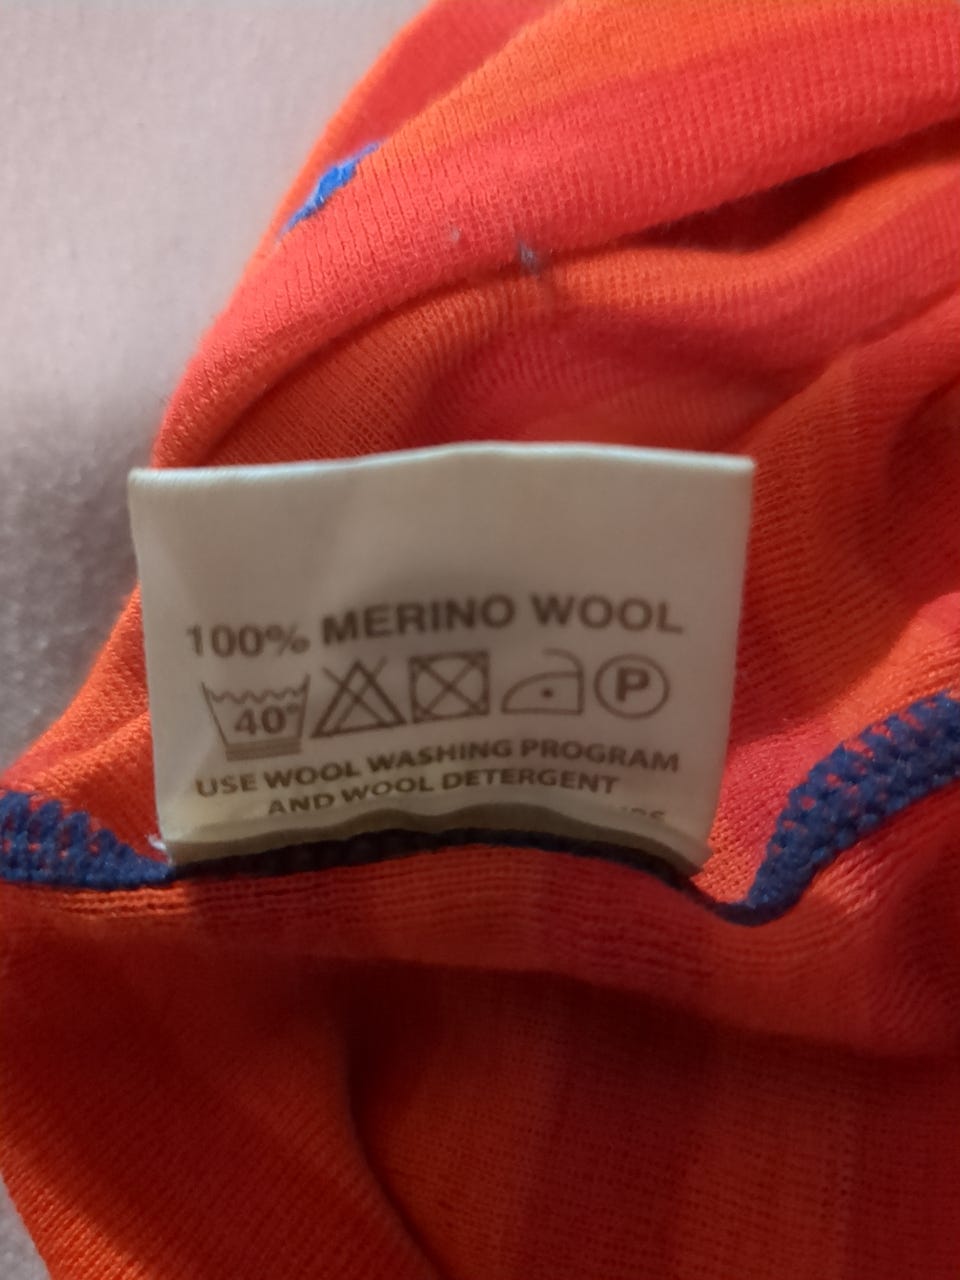 100% MERINO WOOL
40°
P
USE WOOL WASHING PROGRAM
AND WOOL DETERGENT